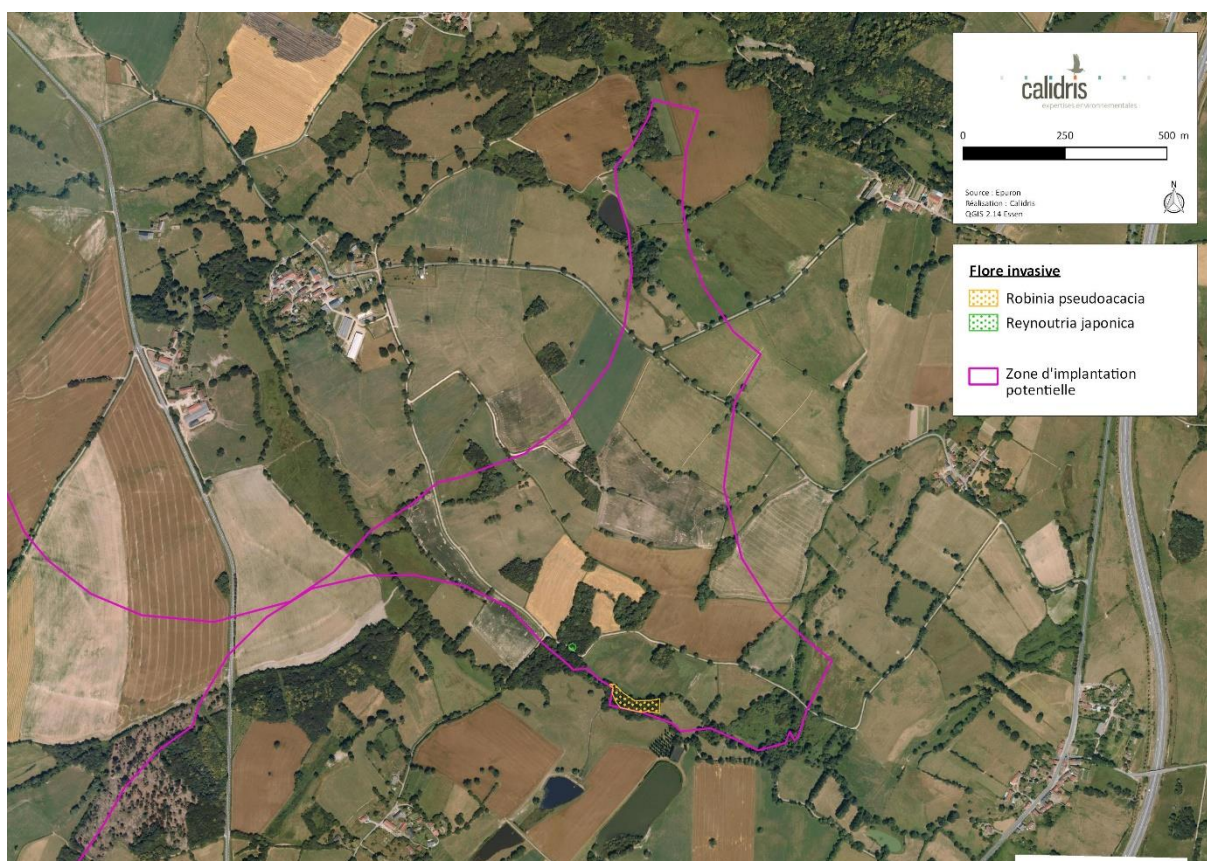 calidris
expertises environnementales
0 250 500 m
Source : Epuron
Réalisation : Calidris
QGIS 2.14 Essen
N
Flore invasive
Robinia pseudoacacia
Reynoutria japonica
Zone d'implantation
potentielle